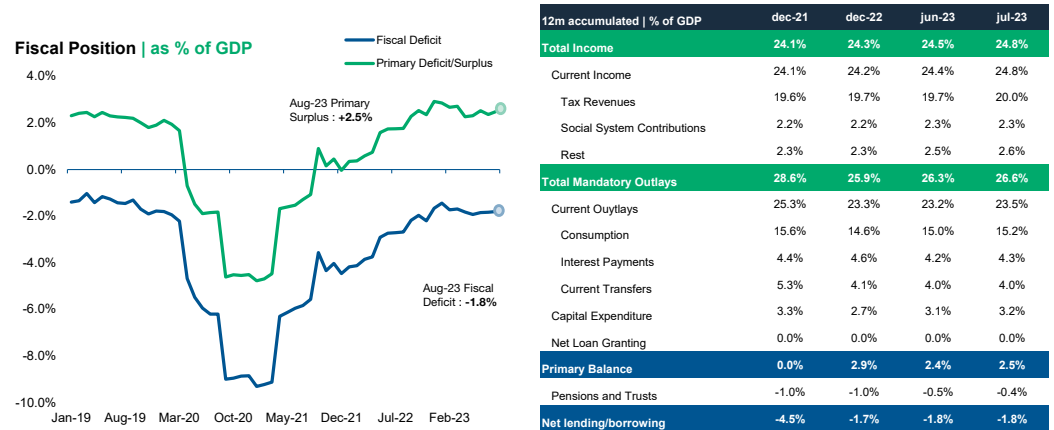 Fiscal Position | as % of GDP
Fiscal Deficit
Primary Deficit/Surplus
4.0%
2.0%
0.0%
-2.0%
-4.0%
-6.0%
-8.0%
-10.0%
Aug-23 Primary
Surplus : +2.5%
Aug-23 Fiscal
Deficit : -1.8%
Jan-19 Aug-19 Mar-20 Oct-20 May-21 Dec-21 Jul-22 Feb-23
12m accumulated | % of GDP dec-21 dec-22 jun-23 jul-23
Total Income 24.1% 24.3% 24.5% 24.8%
Current Income 24.1% 24.2% 24.4% 24.8%
Tax Revenues 19.6% 19.7% 19.7% 20.0%
Social System Contributions 2.2% 2.2% 2.3% 2.3%
Rest 2.3% 2.3% 2.5% 2.6%
Total Mandatory Outlays 28.6% 25.9% 26.3% 26.6%
Current Ouytlays 25.3% 23.3% 23.2% 23.5%
Consumption 15.6% 14.6% 15.0% 15.2%
Interest Payments 4.4% 4.6% 4.2% 4.3%
Current Transfers 5.3% 4.1% 4.0% 4.0%
Capital Expenditure 3.3% 2.7% 3.1% 3.2%
Net Loan Granting 0.0% 0.0% 0.0% 0.0%
Primary Balance 0.0% 2.9% 2.4% 2.5%
Pensions and Trusts -1.0% -1.0% -0.5% -0.4%
Net lending/borrowing -4.5% -1.7% -1.8% -1.8%